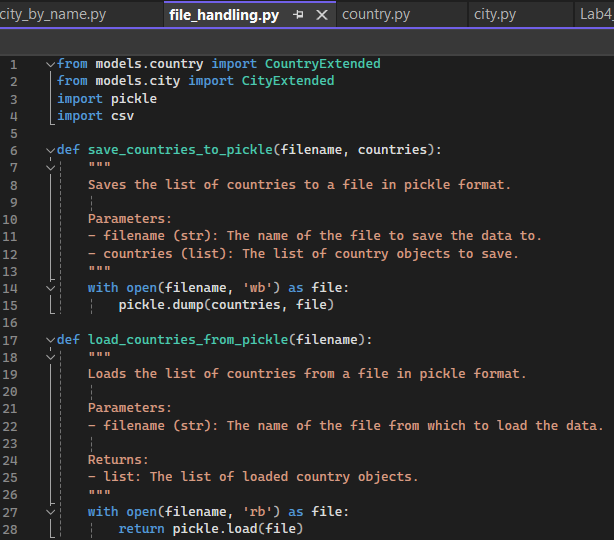 city_by_name.py file_handling.py country.py city.py Lab4_
1 from models.country import CountryExtended
2 from models.city import CityExtended
3 import pickle
4 import csv
5
6 def save_countries_to_pickle(filename, countries):
7 """
8 Saves the list of countries to a file in pickle format.
9
10 Parameters:
11 - filename (str): The name of the file to save the data to.
12 - countries (list): The list of country objects to save.
13 """
14 with open(filename, 'wb') as file:
15 pickle.dump(countries, file)
16
17 def load_countries_from_pickle(filename):
18 """
19 Loads the list of countries from a file in pickle format.
20
21 Parameters:
22 - filename (str): The name of the file from which to load the data.
23
24 Returns:
25 - list: The list of loaded country objects.
26 """
27 with open(filename, 'rb') as file:
28 return pickle.load(file)